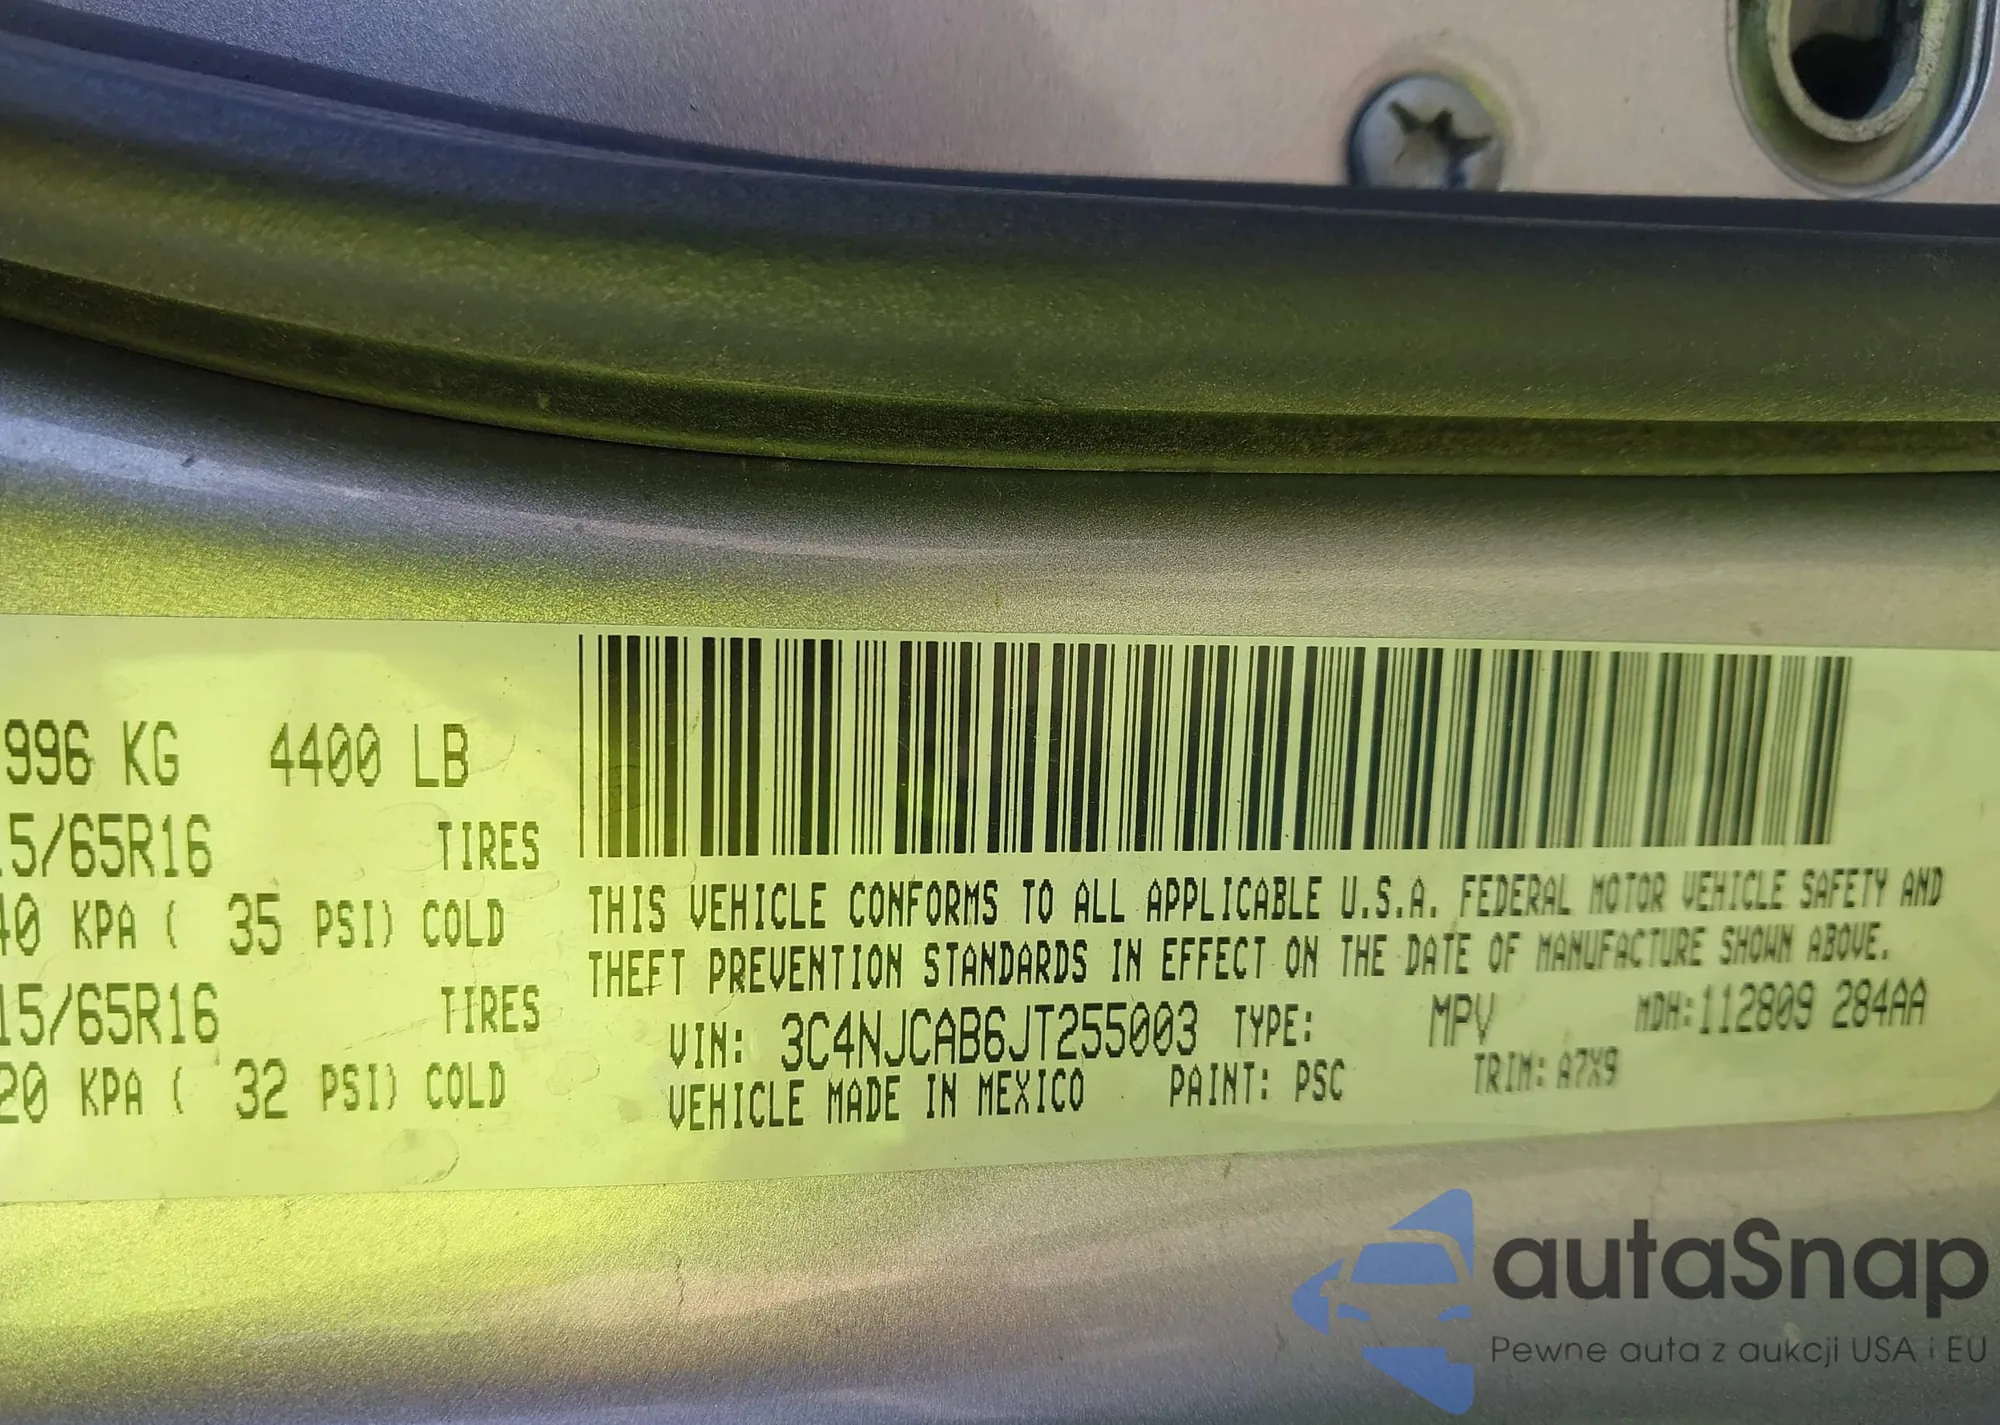 996 KG 4400 LB
15/65R16 TIRES
40 KPA ( 35 PSI) COLD
15/65R16 TIRES
20 KPA ( 32 PSI) COLD
THIS VEHICLE CONFORMS TO ALL APPLICABLE U.S.A. FEDERAL MOTOR VEHICLE SAFETY AND
THEFT PREVENTION STANDARDS IN EFFECT ON THE DATE OF MANUFACTURE SHOWN ABOVE.
VIN: 3C4NJCAB6JT255003 TYPE: MPV MDH:112809 284AA
VEHICLE MADE IN MEXICO PAINT: PSC TRIM: A7X9
autaSnap
Pewne auta z aukcji USA i EU